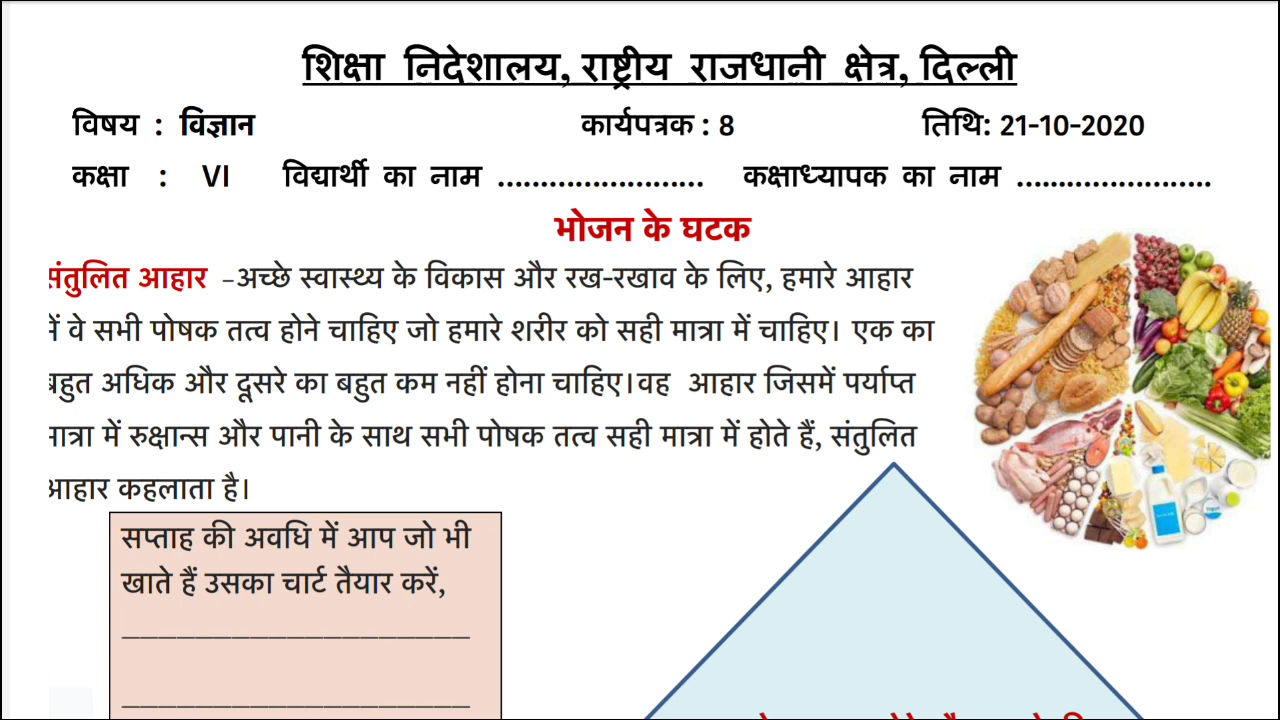 शिक्षा निदेशालय, राष्ट्रीय राजधानी क्षेत्र, दिल्ली
विषय : विज्ञान कार्यपत्रक : 8 तिथि: 21-10-2020
कक्षा : VI विद्यार्थी का नाम ........................ कक्षाध्यापक का नाम .......................
भोजन के घटक
संतुलित आहार –अच्छे स्वास्थ्य के विकास और रख-रखाव के लिए, हमारे आहार
में वे सभी पोषक तत्व होने चाहिए जो हमारे शरीर को सही मात्रा में चाहिए। एक का
बहुत अधिक और दूसरे का बहुत कम नहीं होना चाहिए।वह आहार जिसमें पर्याप्त
मात्रा में रुक्षान्स और पानी के साथ सभी पोषक तत्व सही मात्रा में होते हैं, संतुलित
आहार कहलाता है।
सप्ताह की अवधि में आप जो भी
खाते हैं उसका चार्ट तैयार करें,
___________________
___________________